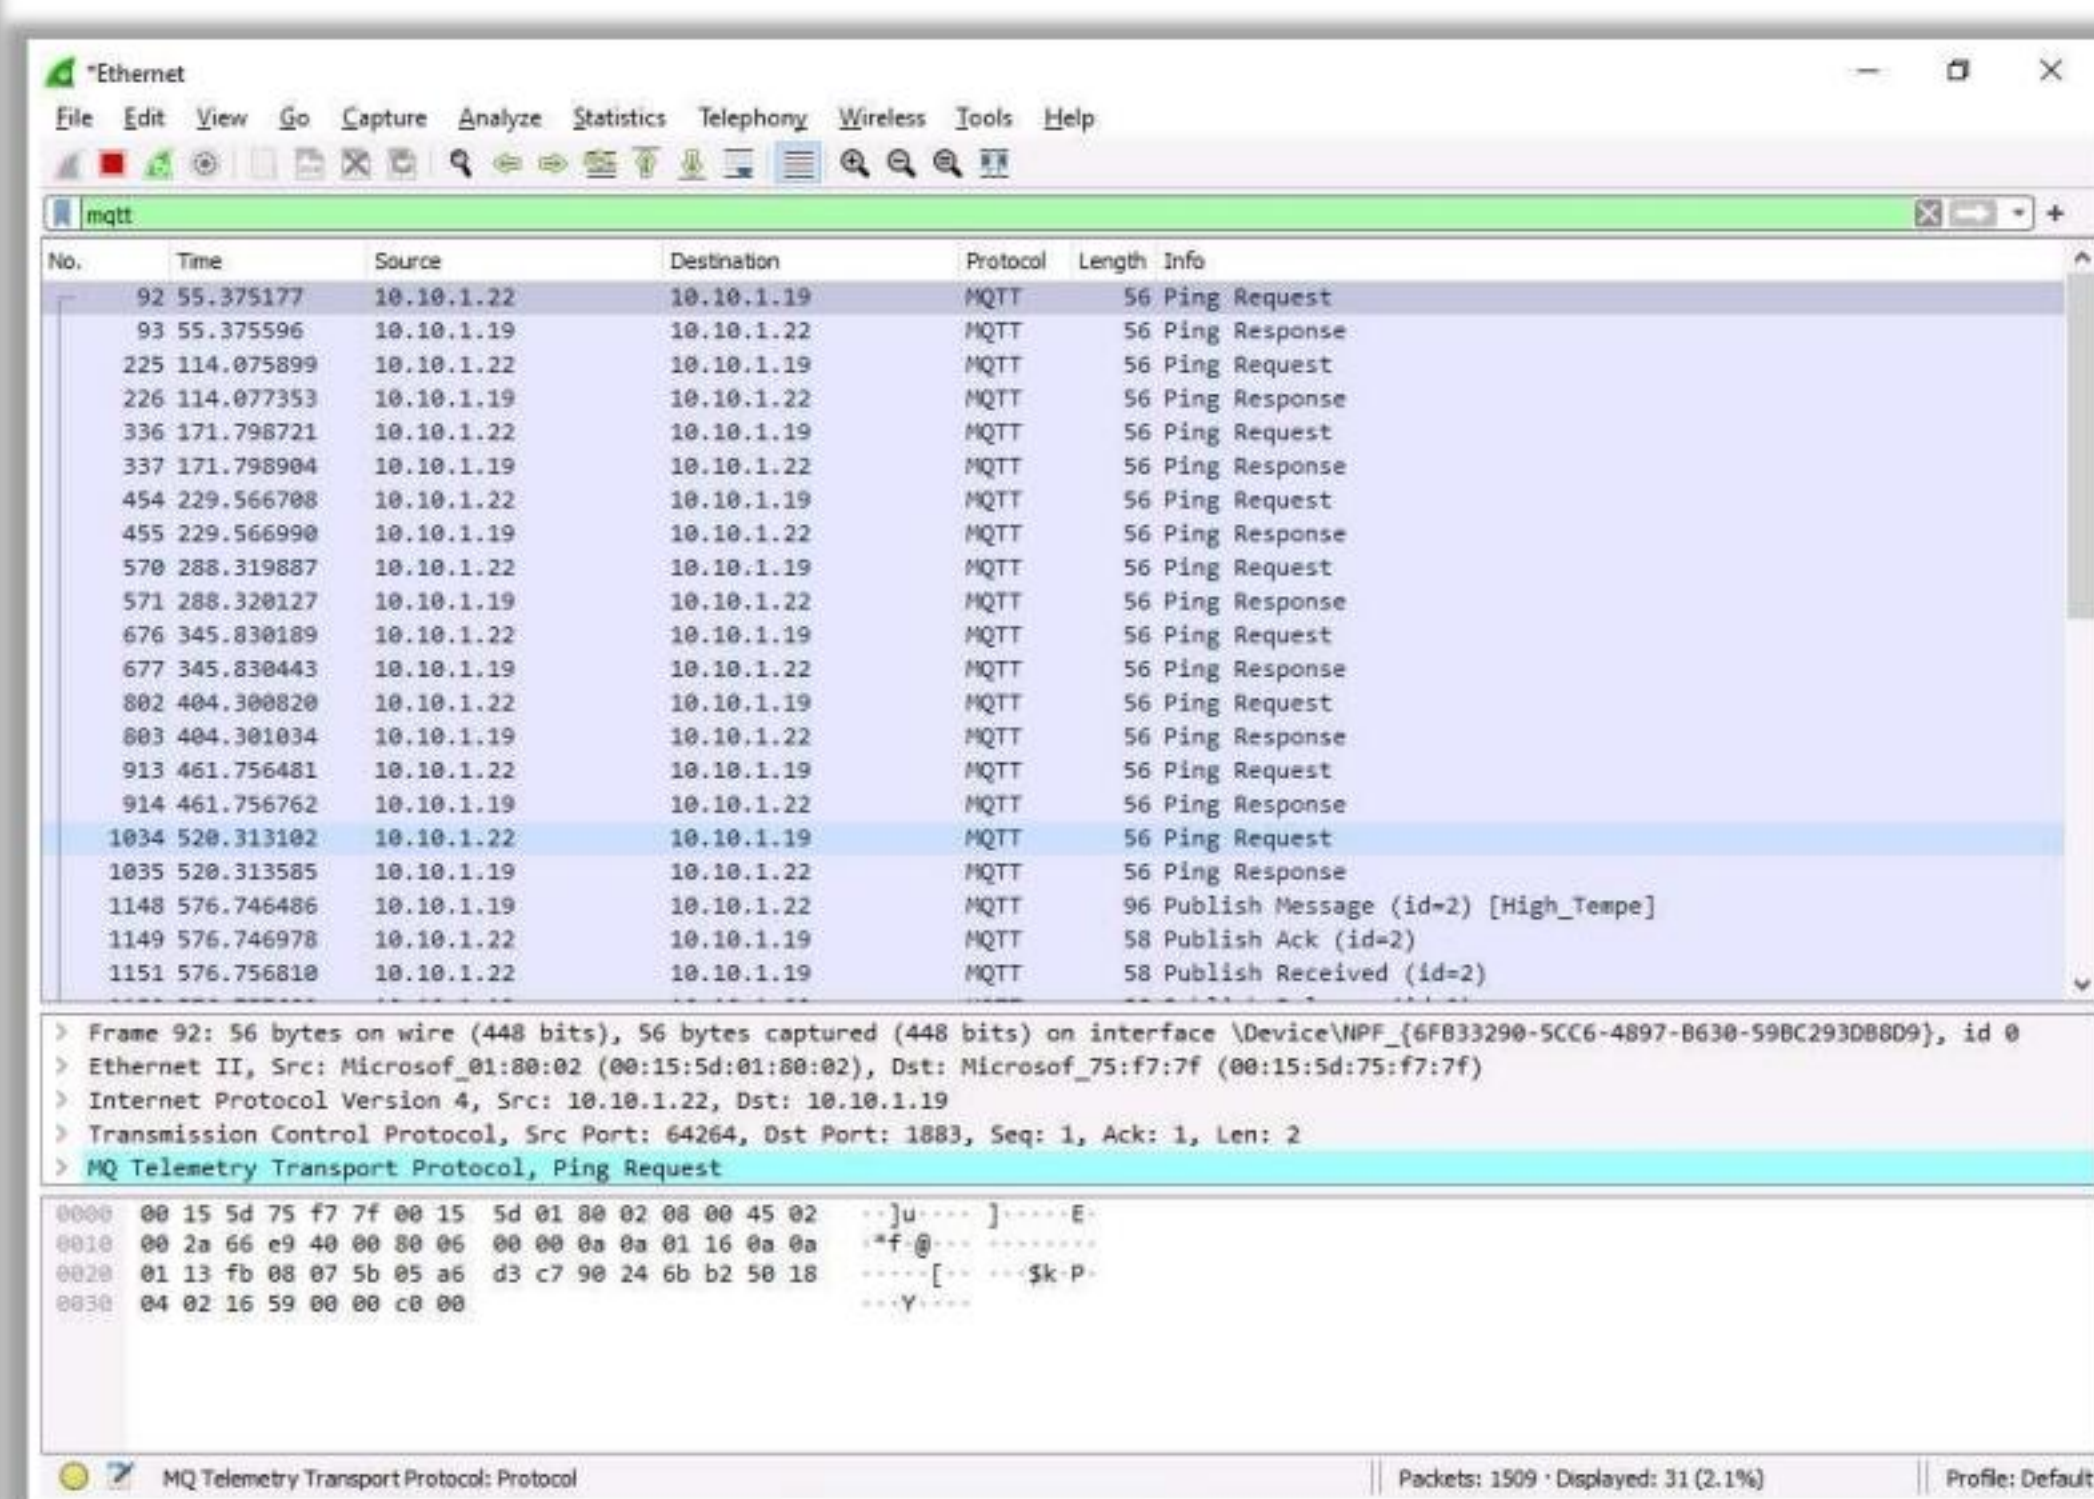 *Ethernet
File Edit View Go Capture Analyze Statistics Telephony Wireless Tools Help
mqtt
No. Time Source Destination Protocol Length Info
92 55.375177 10.10.1.22 10.10.1.19 MQTT 56 Ping Request
93 55.375596 10.10.1.19 10.10.1.22 MQTT 56 Ping Response
225 114.075899 10.10.1.22 10.10.1.19 MQTT 56 Ping Request
226 114.077353 10.10.1.19 10.10.1.22 MQTT 56 Ping Response
336 171.798721 10.10.1.22 10.10.1.19 MQTT 56 Ping Request
337 171.798904 10.10.1.19 10.10.1.22 MQTT 56 Ping Response
454 229.566708 10.10.1.22 10.10.1.19 MQTT 56 Ping Request
455 229.566990 10.10.1.19 10.10.1.22 MQTT 56 Ping Response
570 288.319887 10.10.1.22 10.10.1.19 MQTT 56 Ping Request
571 288.320127 10.10.1.19 10.10.1.22 MQTT 56 Ping Response
676 345.830189 10.10.1.22 10.10.1.19 MQTT 56 Ping Request
677 345.830443 10.10.1.19 10.10.1.22 MQTT 56 Ping Response
802 404.300820 10.10.1.22 10.10.1.19 MQTT 56 Ping Request
803 404.301034 10.10.1.19 10.10.1.22 MQTT 56 Ping Response
913 461.756481 10.10.1.22 10.10.1.19 MQTT 56 Ping Request
914 461.756762 10.10.1.19 10.10.1.22 MQTT 56 Ping Response
1034 520.313102 10.10.1.22 10.10.1.19 MQTT 56 Ping Request
1035 520.313585 10.10.1.19 10.10.1.22 MQTT 56 Ping Response
1148 576.746486 10.10.1.19 10.10.1.22 MQTT 96 Publish Message (id=2) [High_Tempe]
1149 576.746978 10.10.1.22 10.10.1.19 MQTT 58 Publish Ack (id=2)
1151 576.756810 10.10.1.22 10.10.1.19 MQTT 58 Publish Received (id=2)
> Frame 92: 56 bytes on wire (448 bits), 56 bytes captured (448 bits) on interface \Device\NPF_{6FB33290-5CC6-4897-B630-59BC293DB8D9}, id 0
> Ethernet II, Src: Microsof_01:80:02 (00:15:5d:01:80:02), Dst: Microsof_75:f7:7f (00:15:5d:75:f7:7f)
> Internet Protocol Version 4, Src: 10.10.1.22, Dst: 10.10.1.19
> Transmission Control Protocol, Src Port: 64264, Dst Port: 1883, Seq: 1, Ack: 1, Len: 2
> MQ Telemetry Transport Protocol, Ping Request
0000 00 15 5d 75 f7 7f 00 15 5d 01 80 02 08 00 45 02 ··]u···· ]·····E·
0010 00 2a 66 e9 40 00 80 06 00 00 0a 0a 01 16 0a 0a ·*f·@··· ········
0020 01 13 fb 08 07 5b 05 a6 d3 c7 90 24 6b b2 50 18 ·····[·· ···$k·P·
0030 04 02 16 59 00 00 c0 00 ···Y····
MQ Telemetry Transport Protocol: Protocol Packets: 1509 · Displayed: 31 (2.1%) Profile: Default